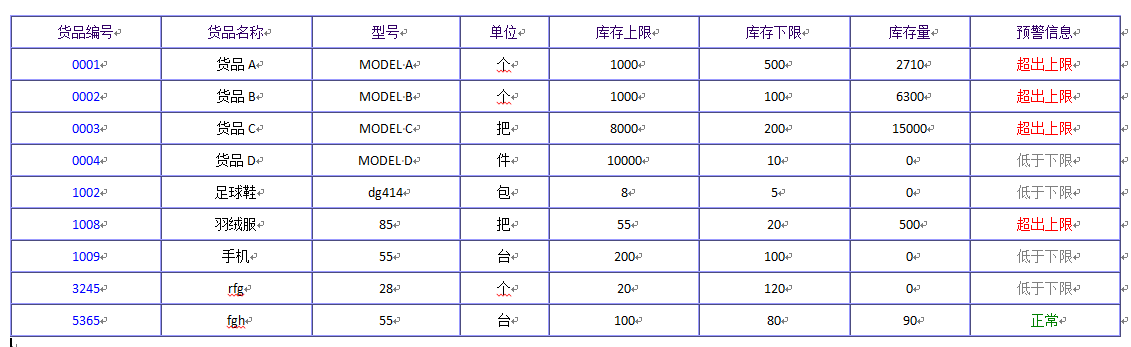 货品编号 货品名称 型号 单位 库存上限 库存下限 库存量 预警信息
0001 货品 A MODEL·A 个 1000 500 2710 超出上限
0002 货品 B MODEL·B 个 1000 100 6300 超出上限
0003 货品 C MODEL·C 把 8000 200 15000 超出上限
0004 货品 D MODEL·D 件 10000 10 0 低于下限
1002 足球鞋 dg414 包 8 5 0 低于下限
1008 羽绒服 85 把 55 20 500 超出上限
1009 手机 55 台 200 100 0 低于下限
3245 rfg 28 个 20 120 0 低于下限
5365 fgh 55 台 100 80 90 正常